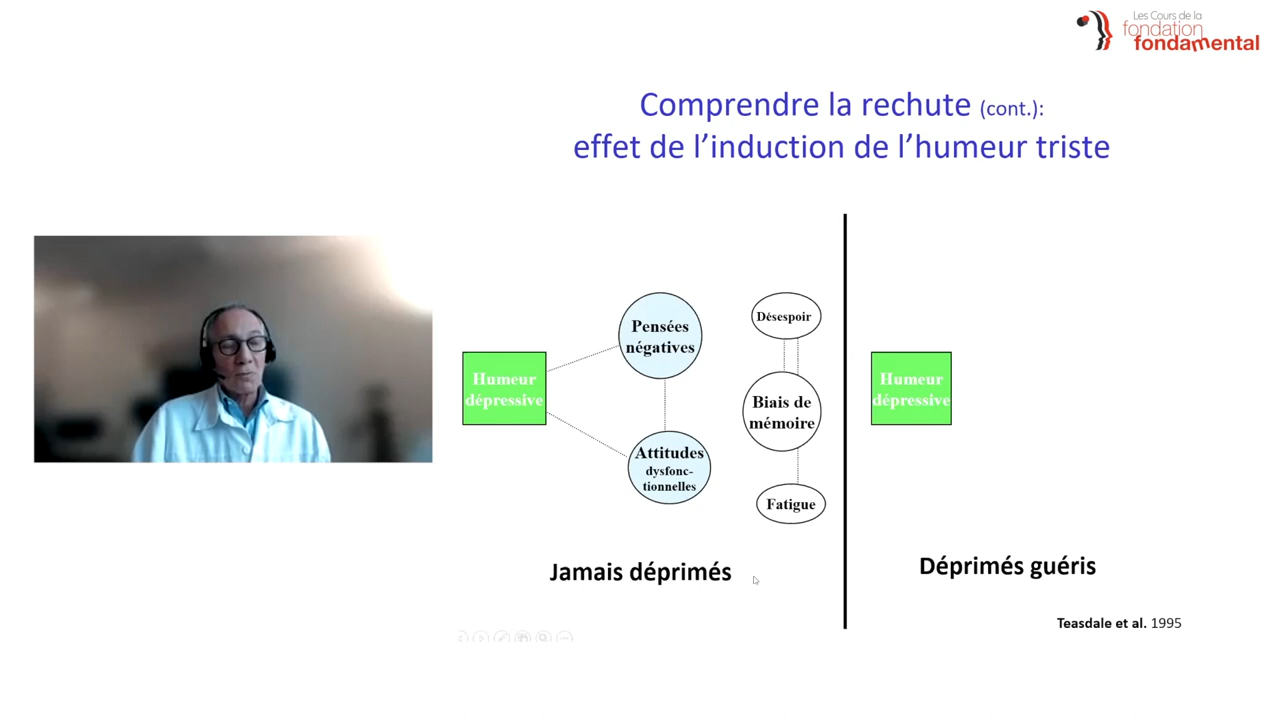 Les Cours de la
fondation
fondamental
Comprendre la rechute (cont.):
effet de l’induction de l’humeur triste
Pensées
négatives
Humeur
dépressive
Attitudes
dysfonc-
tionnelles
Désespoir
Biais de
mémoire
Fatigue
Jamais déprimés
Humeur
dépressive
Déprimés guéris
Teasdale et al. 1995